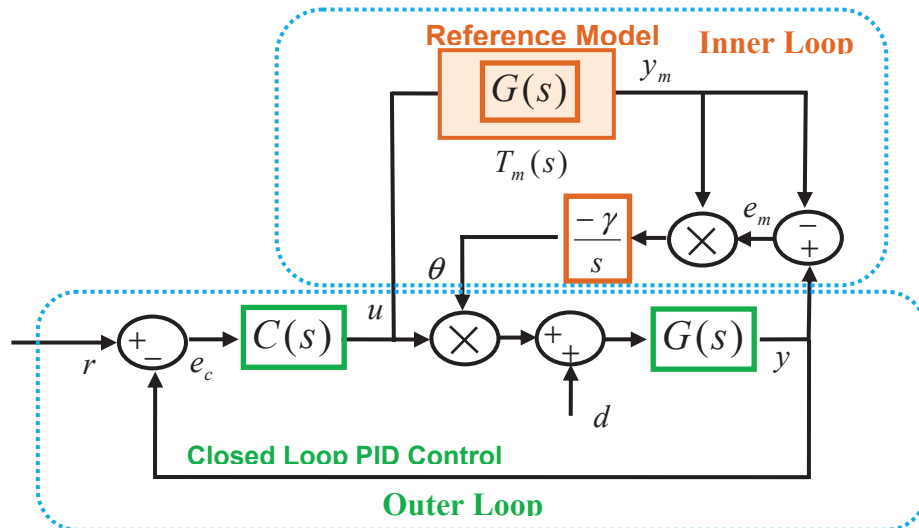 Reference Model
Inner Loop
y_m
G(s)
T_m(s)
e_m
-
+
×
-γ
s
θ
u
r
+
-
e_c
C(s)
×
+
+
d
G(s)
y
Closed Loop PID Control
Outer Loop